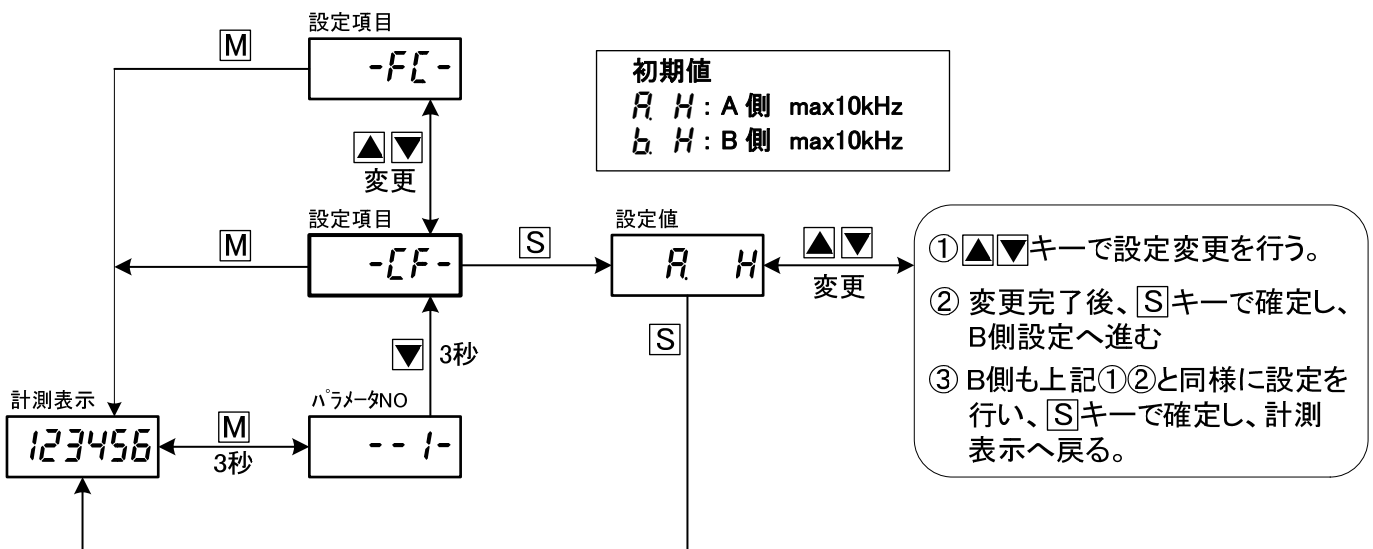 設定項目
M
-FC-
初期値
A. H : A 側 max10kHz
b. H : B 側 max10kHz
▲▼
変更
設定項目
M
-CF-
S
設定値
A. H
▲▼
変更
①▲▼キーで設定変更を行う。
② 変更完了後、Sキーで確定し、
B側設定へ進む
③ B側も上記①②と同様に設定を
行い、Sキーで確定し、計測
表示へ戻る。
S
▼ 3秒
計測表示
123456
M
3秒
パラメータNO
--1-